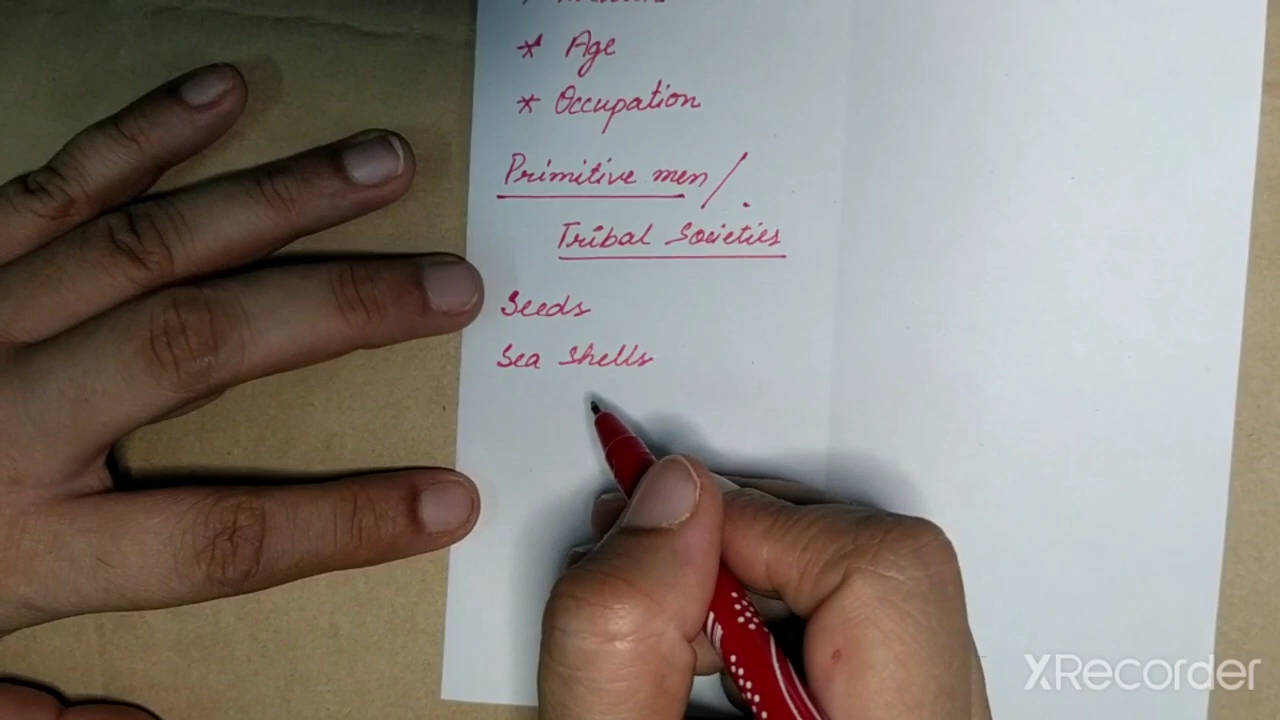 * Age
* Occupation
Primitive men /
Tribal Societies
Seeds
Sea Shells
XRecorder